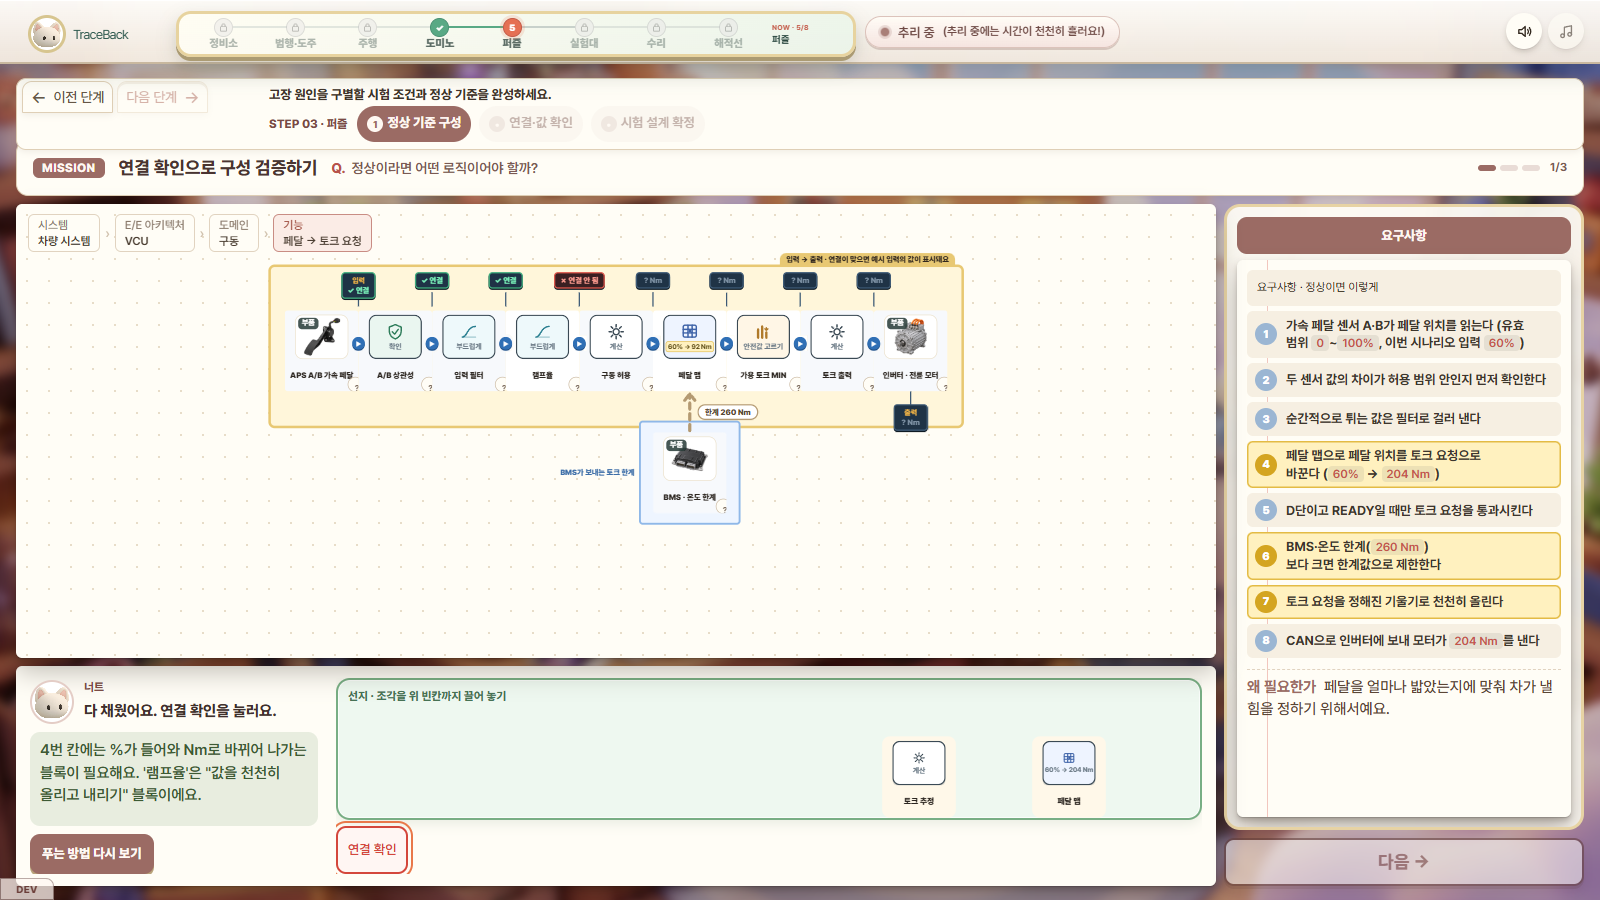 TraceBack
정비소
범행·도주
주행
도미노
5
퍼즐
실험대
수리
해적선
NOW · 5/8
퍼즐
추리 중 (추리 중에는 시간이 천천히 흘러요!)
← 이전 단계
다음 단계 →
고장 원인을 구별할 시험 조건과 정상 기준을 완성하세요.
STEP 03 · 퍼즐
1 정상 기준 구성
연결·값 확인
시험 설계 확정
MISSION 연결 확인으로 구성 검증하기 Q. 정상이라면 어떤 로직이어야 할까?
1/3
시스템
차량 시스템
E/E 아키텍처
VCU
도메인
구동
기능
페달 → 토크 요청
입력 → 출력 · 연결이 맞으면 예시 입력의 값이 표시돼요
입력
✓ 연결
✓ 연결
✓ 연결
× 연결 안 됨
? Nm
? Nm
? Nm
? Nm
부품
확인
부드럽게
부드럽게
계산
60% → 92 Nm
안전값 고르기
계산
부품
APS A/B 가속 페달
A/B 상관성
입력 필터
램프율
구동 허용
페달 맵
가용 토크 MIN
토크 출력
인버터 · 전륜 모터
? ? ? ? ? ? ? ? ?
한계 260 Nm
출력
? Nm
BMS가 보내는 토크 한계
부품
BMS · 온도 한계
?
요구사항
요구사항 · 정상이면 이렇게
1 가속 페달 센서 A·B가 페달 위치를 읽는다 (유효
범위 0 ~ 100% , 이번 시나리오 입력 60% )
2 두 센서 값의 차이가 허용 범위 안인지 먼저 확인한다
3 순간적으로 튀는 값은 필터로 걸러 낸다
4 페달 맵으로 페달 위치를 토크 요청으로
바꾼다 ( 60% → 204 Nm )
5 D단이고 READY일 때만 토크 요청을 통과시킨다
6 BMS·온도 한계( 260 Nm )
보다 크면 한계값으로 제한한다
7 토크 요청을 정해진 기울기로 천천히 올린다
8 CAN으로 인버터에 보내 모터가 204 Nm 를 낸다
왜 필요한가 페달을 얼마나 밟았는지에 맞춰 차가 낼
힘을 정하기 위해서예요.
다음 →
너트
다 채웠어요. 연결 확인을 눌러요.
4번 칸에는 %가 들어와 Nm로 바뀌어 나가는
블록이 필요해요. '램프율'은 "값을 천천히
올리고 내리기" 블록이에요.
푸는 방법 다시 보기
선지 · 조각을 위 빈칸까지 끌어 놓기
계산
토크 추정
60% → 204 Nm
페달 맵
연결 확인
DEV